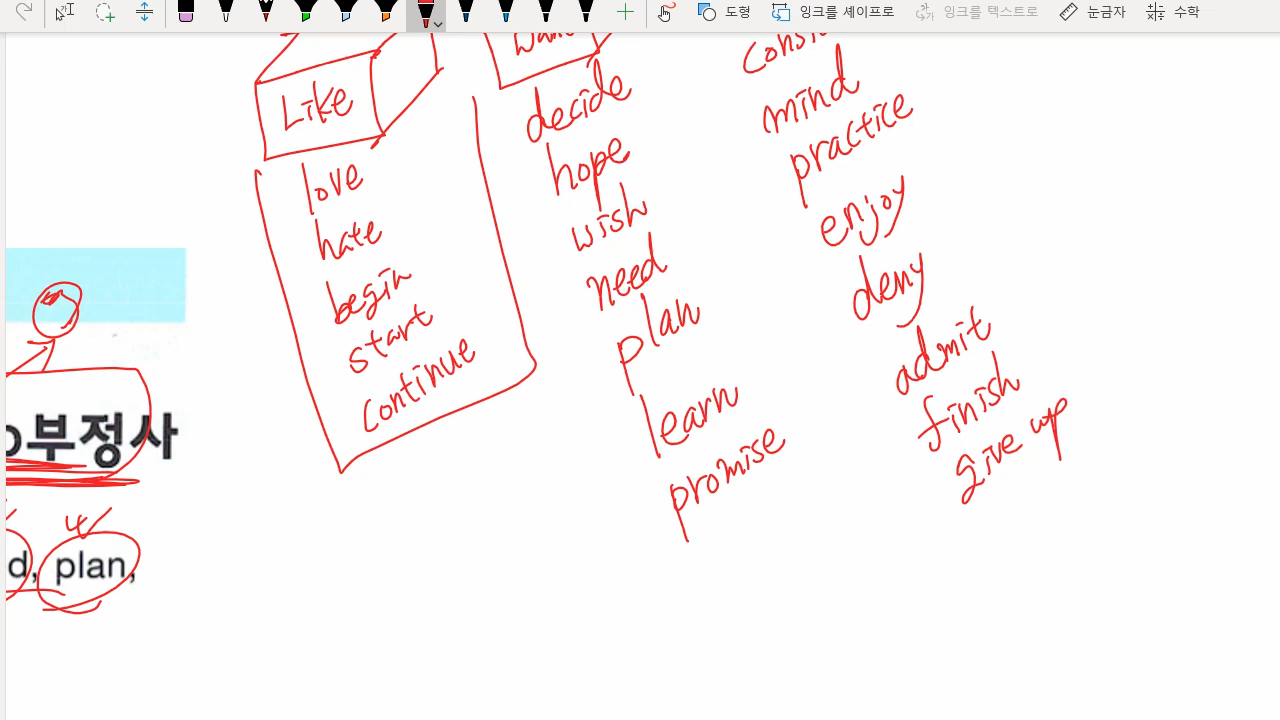 도형 잉크를 셰이프로 잉크를 텍스트로 눈금자 수학
Like
love
hate
begin
start
continue
decide
hope
wish
need
plan
learn
promise
mind
practice
enjoy
deny
admit
finish
give up
부정사
4
d, plan,